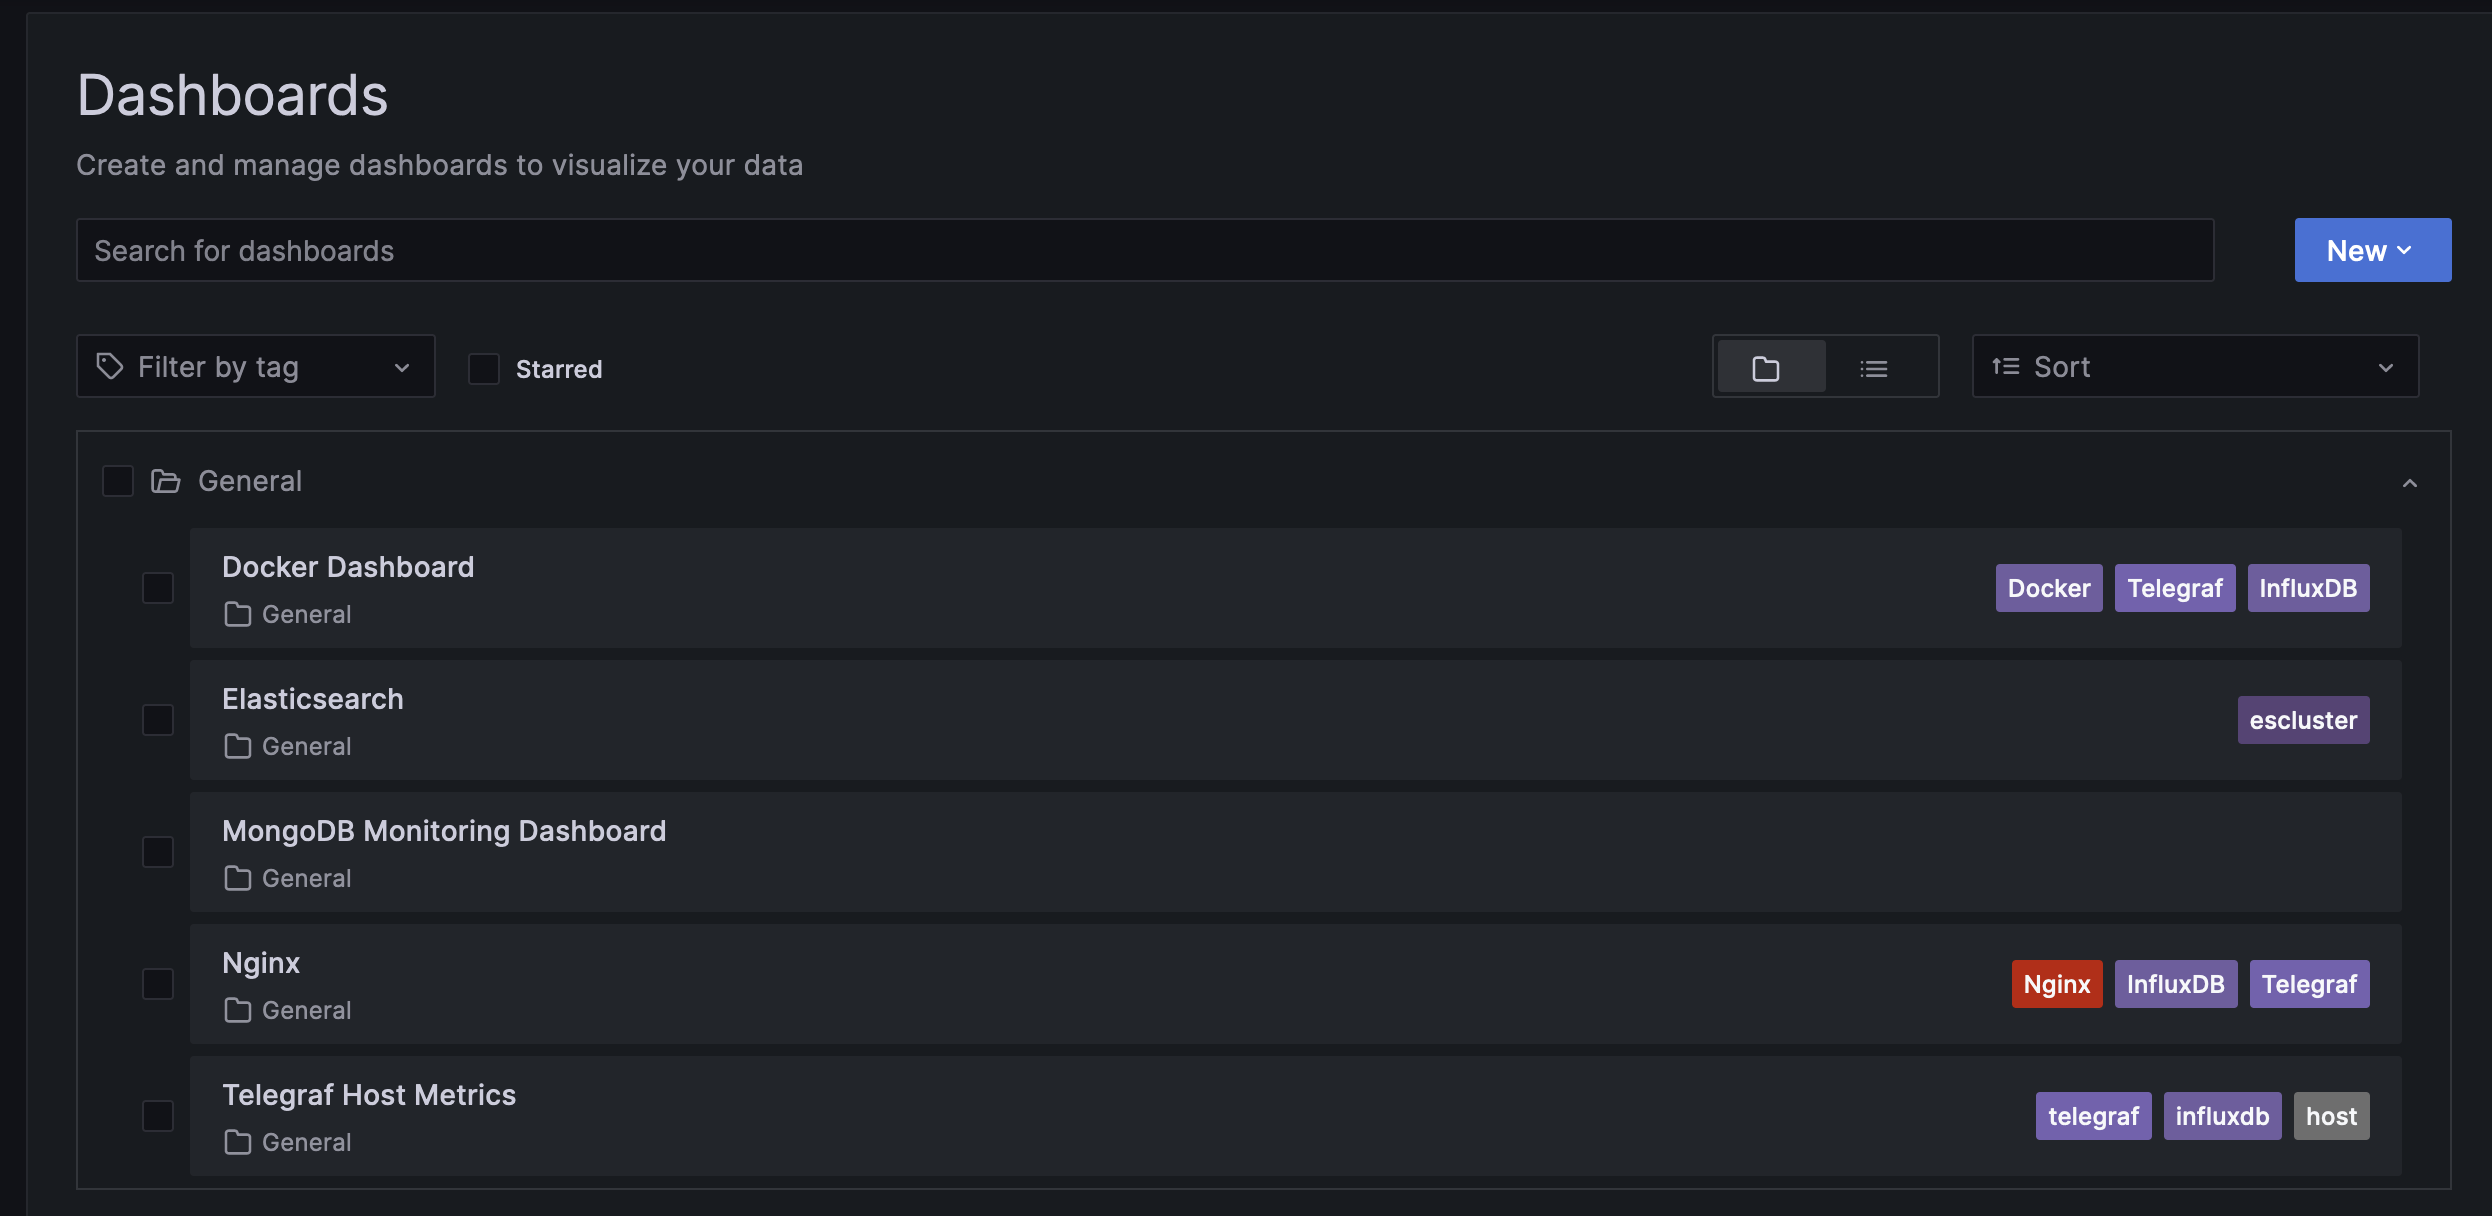 Dashboards
Create and manage dashboards to visualize your data
Search for dashboards
New
Filter by tag
Starred
Sort
General
Docker Dashboard
General
Docker Telegraf InfluxDB
Elasticsearch
General
escluster
MongoDB Monitoring Dashboard
General
Nginx
General
Nginx InfluxDB Telegraf
Telegraf Host Metrics
General
telegraf influxdb host